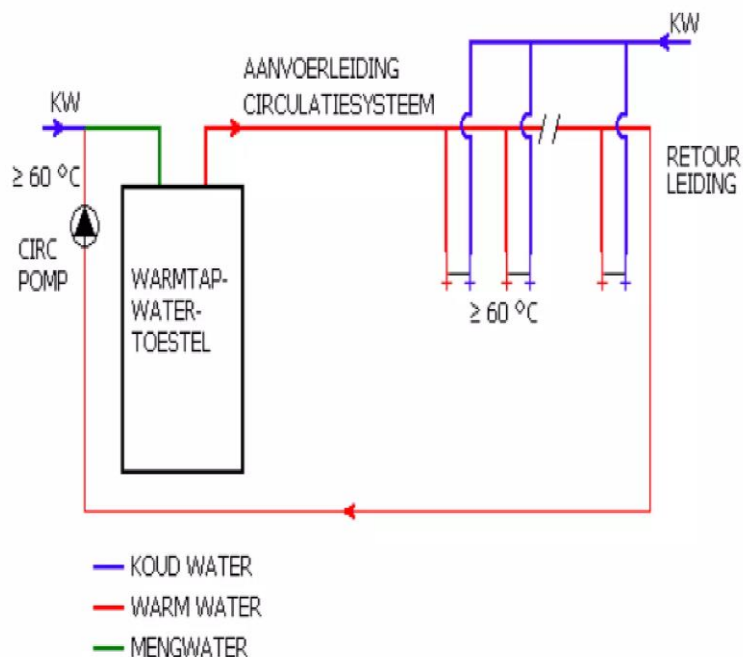 KW
AANVOERLEIDING
CIRCULATIESYSTEEM
KW
≥ 60 °C
RETOUR
LEIDING
CIRC
POMP
WARMTAP-
WATER-
TOESTEL
≥ 60 °C
KOUD WATER
WARM WATER
MENGWATER